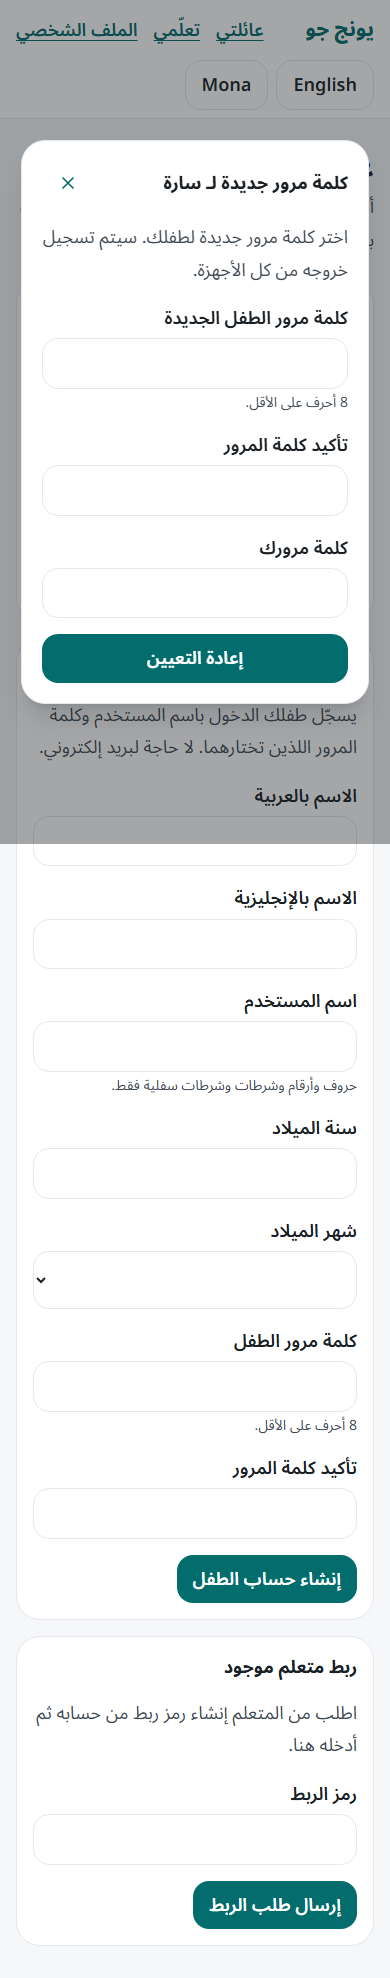 يونج جو
عائلتي
تعلّمي
الملف الشخصي
English
Mona
كلمة مرور جديدة لـ سارة
اختر كلمة مرور جديدة لطفلك. سيتم تسجيل
خروجه من كل الأجهزة.
كلمة مرور الطفل الجديدة
8 أحرف على الأقل.
تأكيد كلمة المرور
كلمة مرورك
إعادة التعيين
يسجّل طفلك الدخول باسم المستخدم وكلمة
المرور اللذين تختارهما. لا حاجة لبريد إلكتروني.
الاسم بالعربية
الاسم بالإنجليزية
اسم المستخدم
حروف وأرقام وشرطات وشرطات سفلية فقط.
سنة الميلاد
شهر الميلاد
كلمة مرور الطفل
8 أحرف على الأقل.
تأكيد كلمة المرور
إنشاء حساب الطفل
ربط متعلم موجود
اطلب من المتعلم إنشاء رمز ربط من حسابه ثم
أدخله هنا.
رمز الربط
إرسال طلب الربط